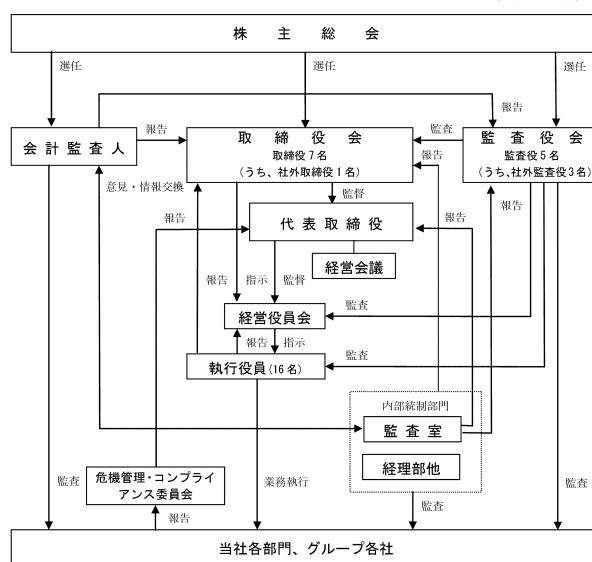 株主総会
選任
選任
選任
報告
会計監査人
報告
取締役会
取締役7名
(うち、社外取締役1名)
監査
監査役会
監査役5名
(うち、社外監査役3名)
報告
意見・情報交換
監督
報告
代表取締役
報告
報告
経営会議
報告
指示
監督
経営役員会
監査
報告
指示
執行役員(16名)
監査
内部統制部門
監査室
経理部他
監査
危機管理・コンプライ
アンス委員会
業務執行
監査
報告
監査
当社各部門、グループ各社